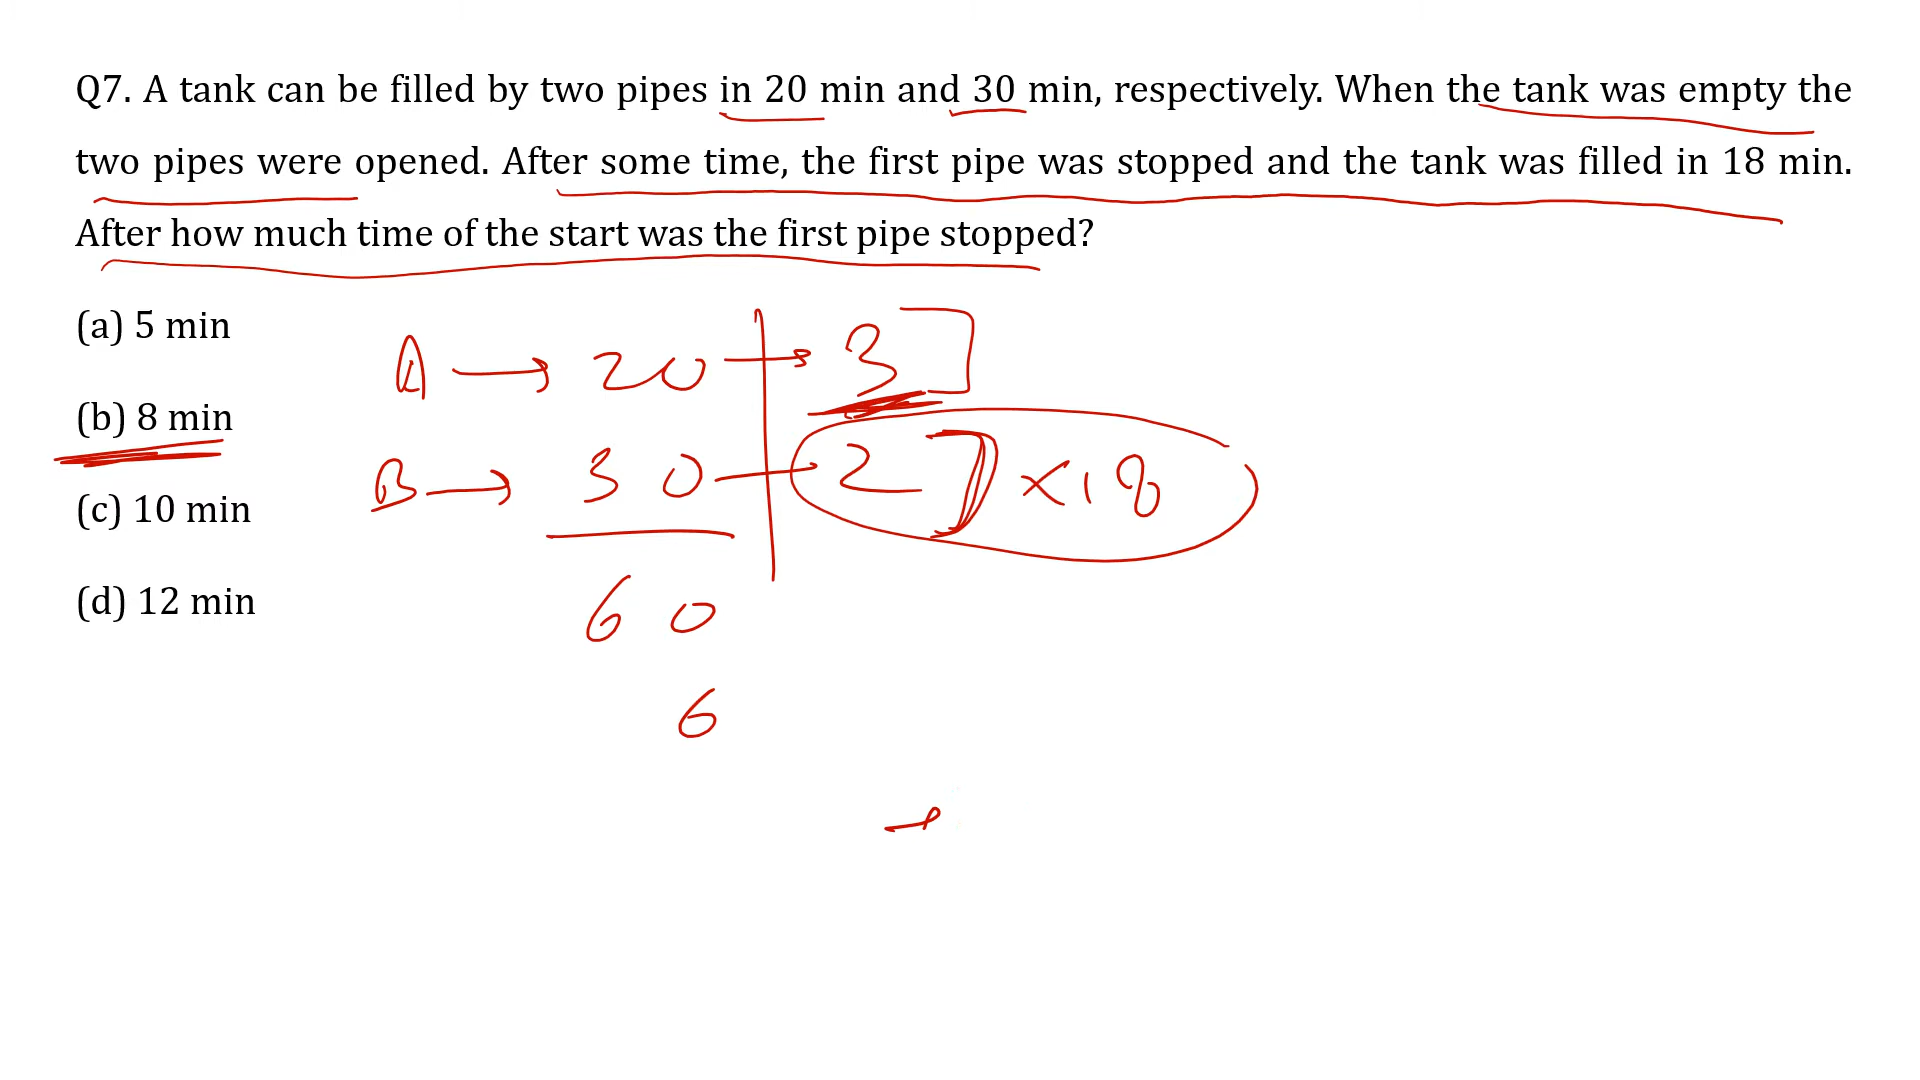 Q7. A tank can be filled by two pipes in 20 min and 30 min, respectively. When the tank was empty the
two pipes were opened. After some time, the first pipe was stopped and the tank was filled in 18 min.
After how much time of the start was the first pipe stopped?
(a) 5 min
A → 20 → 3
(b) 8 min
B → 30 → 2 × 18
(c) 10 min
(d) 12 min
60
6